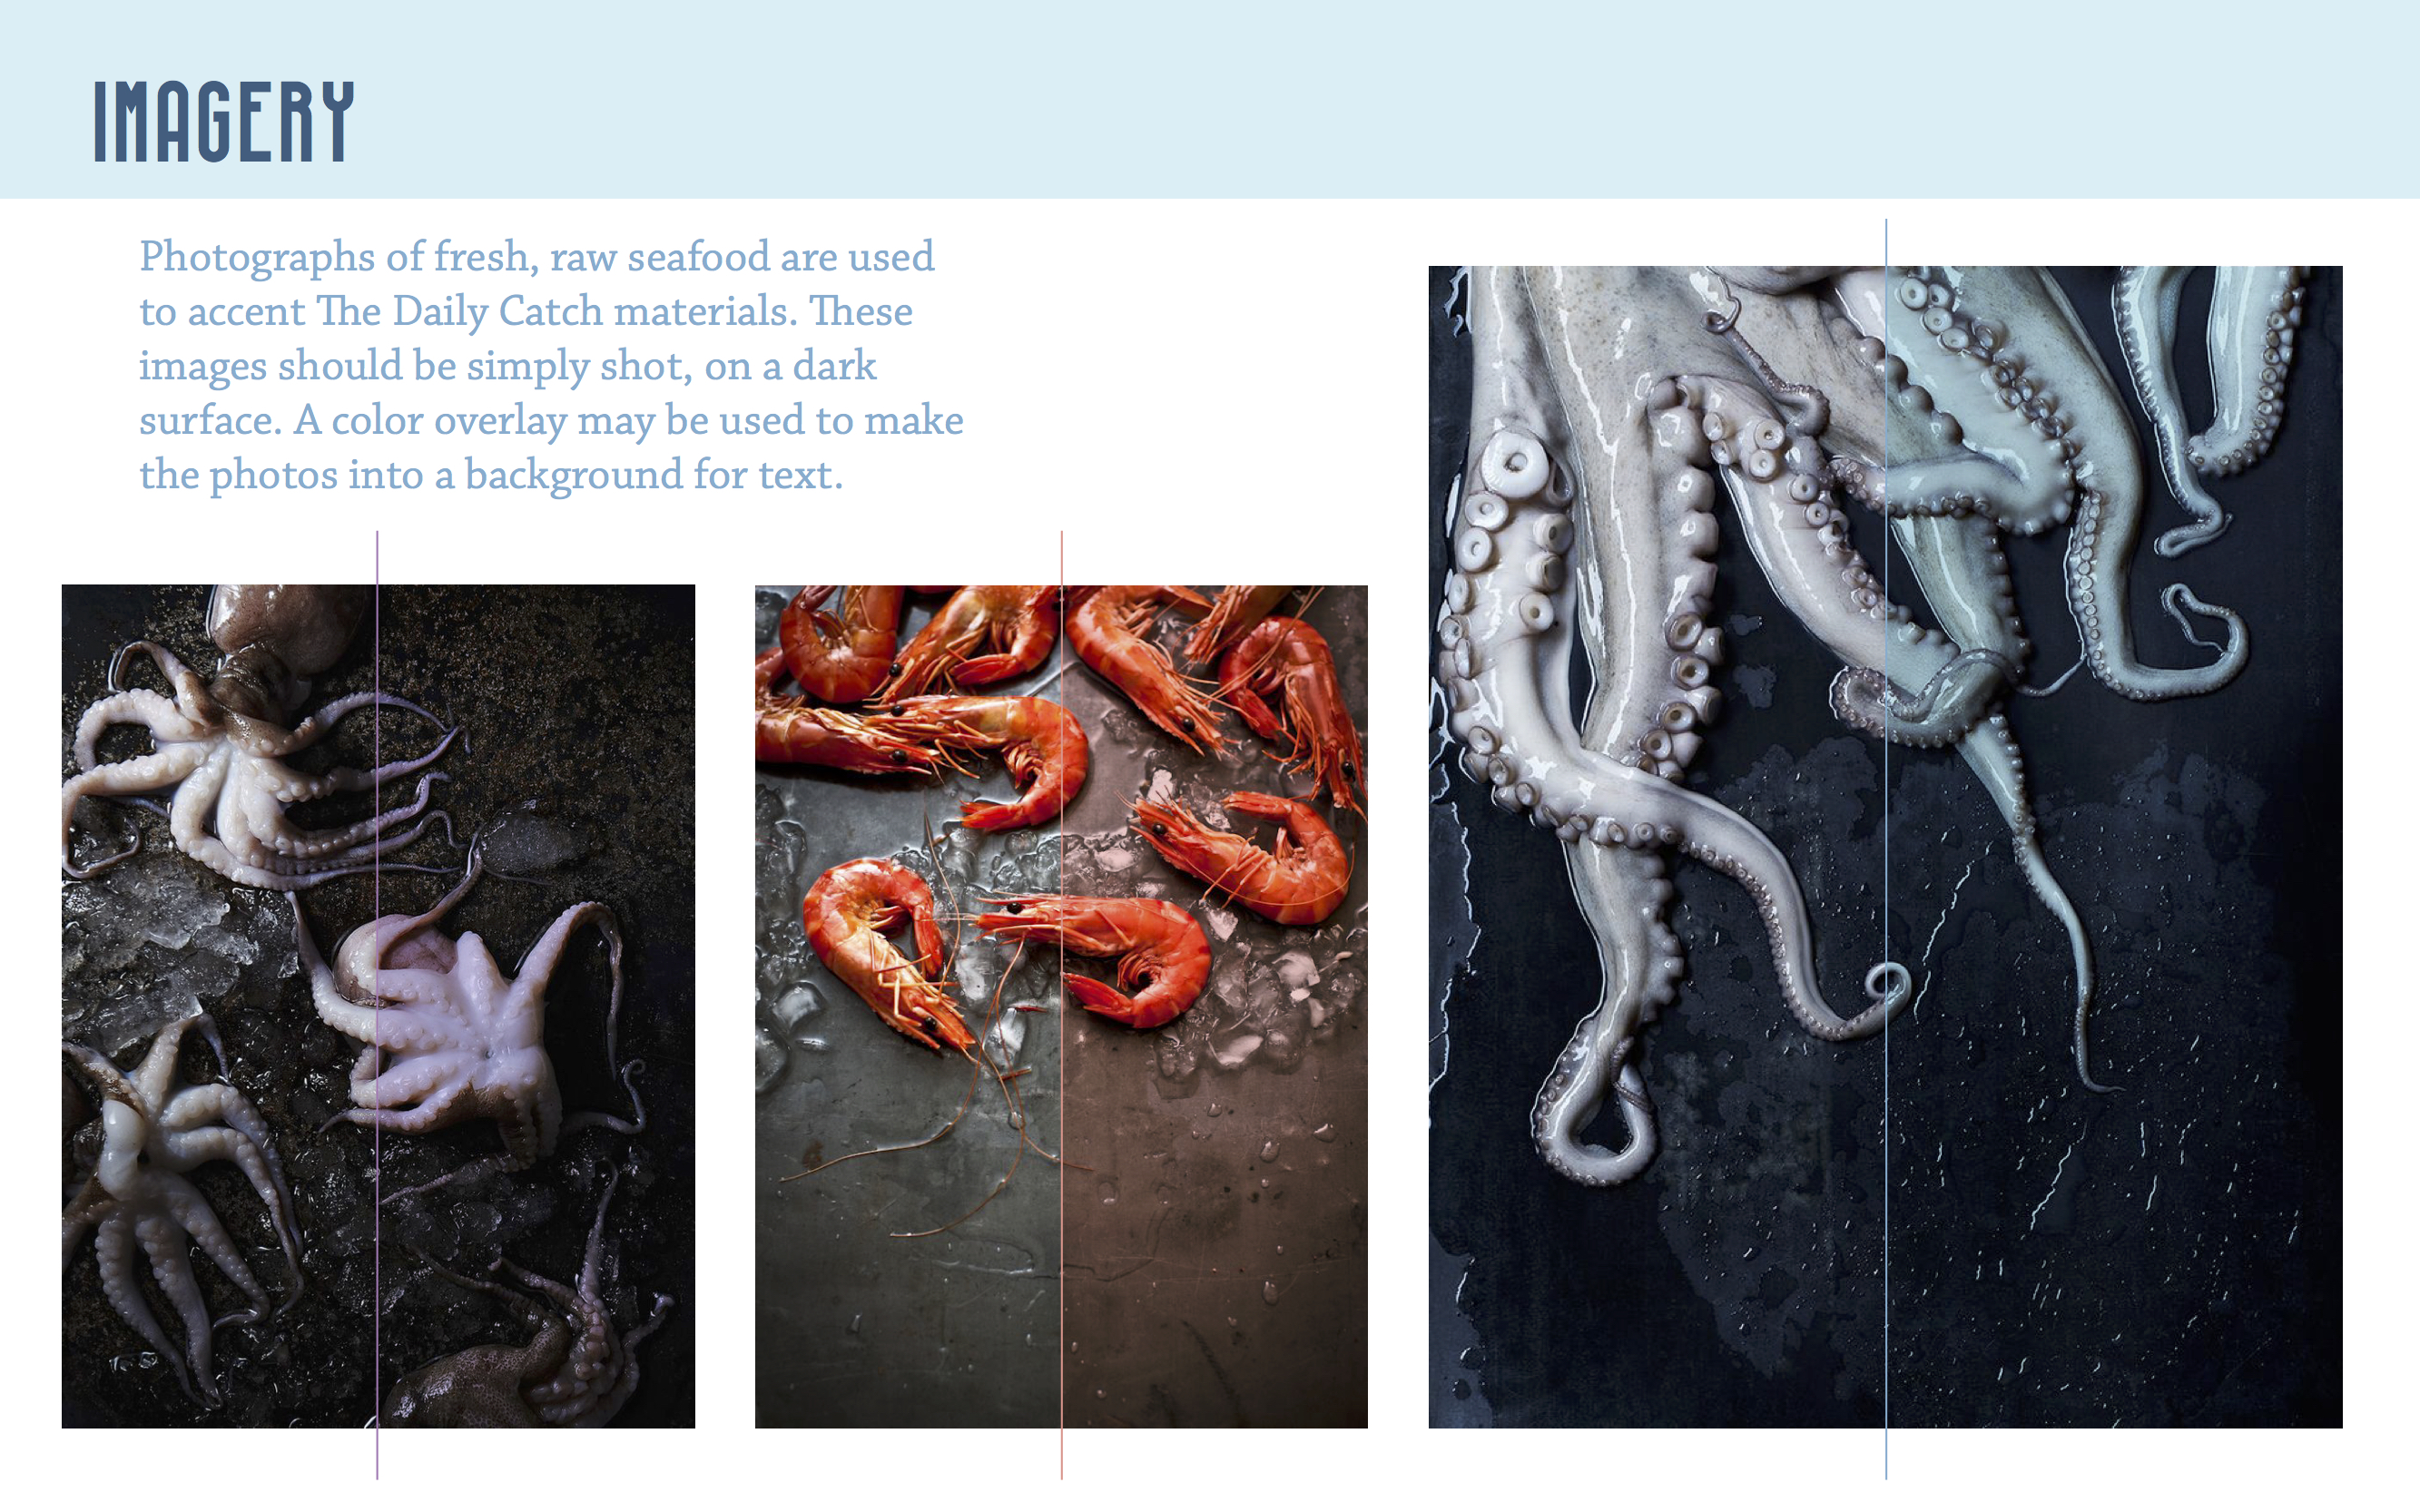 IMAGERY
Photographs of fresh, raw seafood are used
to accent The Daily Catch materials. These
images should be simply shot, on a dark
surface. A color overlay may be used to make
the photos into a background for text.